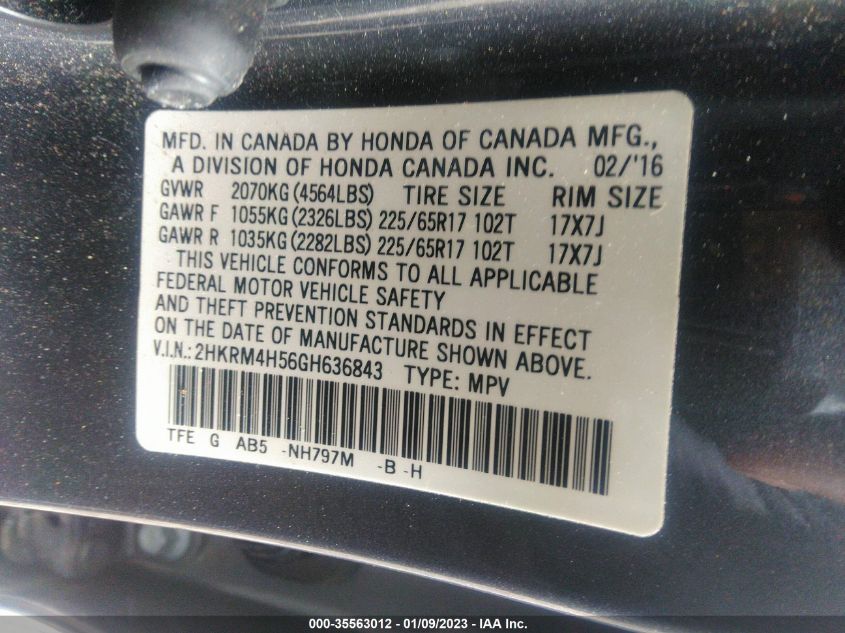 MFD. IN CANADA BY HONDA OF CANADA MFG.,
A DIVISION OF HONDA CANADA INC. 02/'16
GVWR 2070KG (4564LBS) TIRE SIZE RIM SIZE
GAWR F 1055KG (2326LBS) 225/65R17 102T 17X7J
GAWR R 1035KG (2282LBS) 225/65R17 102T 17X7J
THIS VEHICLE CONFORMS TO ALL APPLICABLE
FEDERAL MOTOR VEHICLE SAFETY
AND THEFT PREVENTION STANDARDS IN EFFECT
ON THE DATE OF MANUFACTURE SHOWN ABOVE.
V.I.N.: 2HKRM4H56GH636843 TYPE: MPV
TFE G AB5 -NH797M -B -H
000-35563012 - 01/09/2023 - IAA Inc.